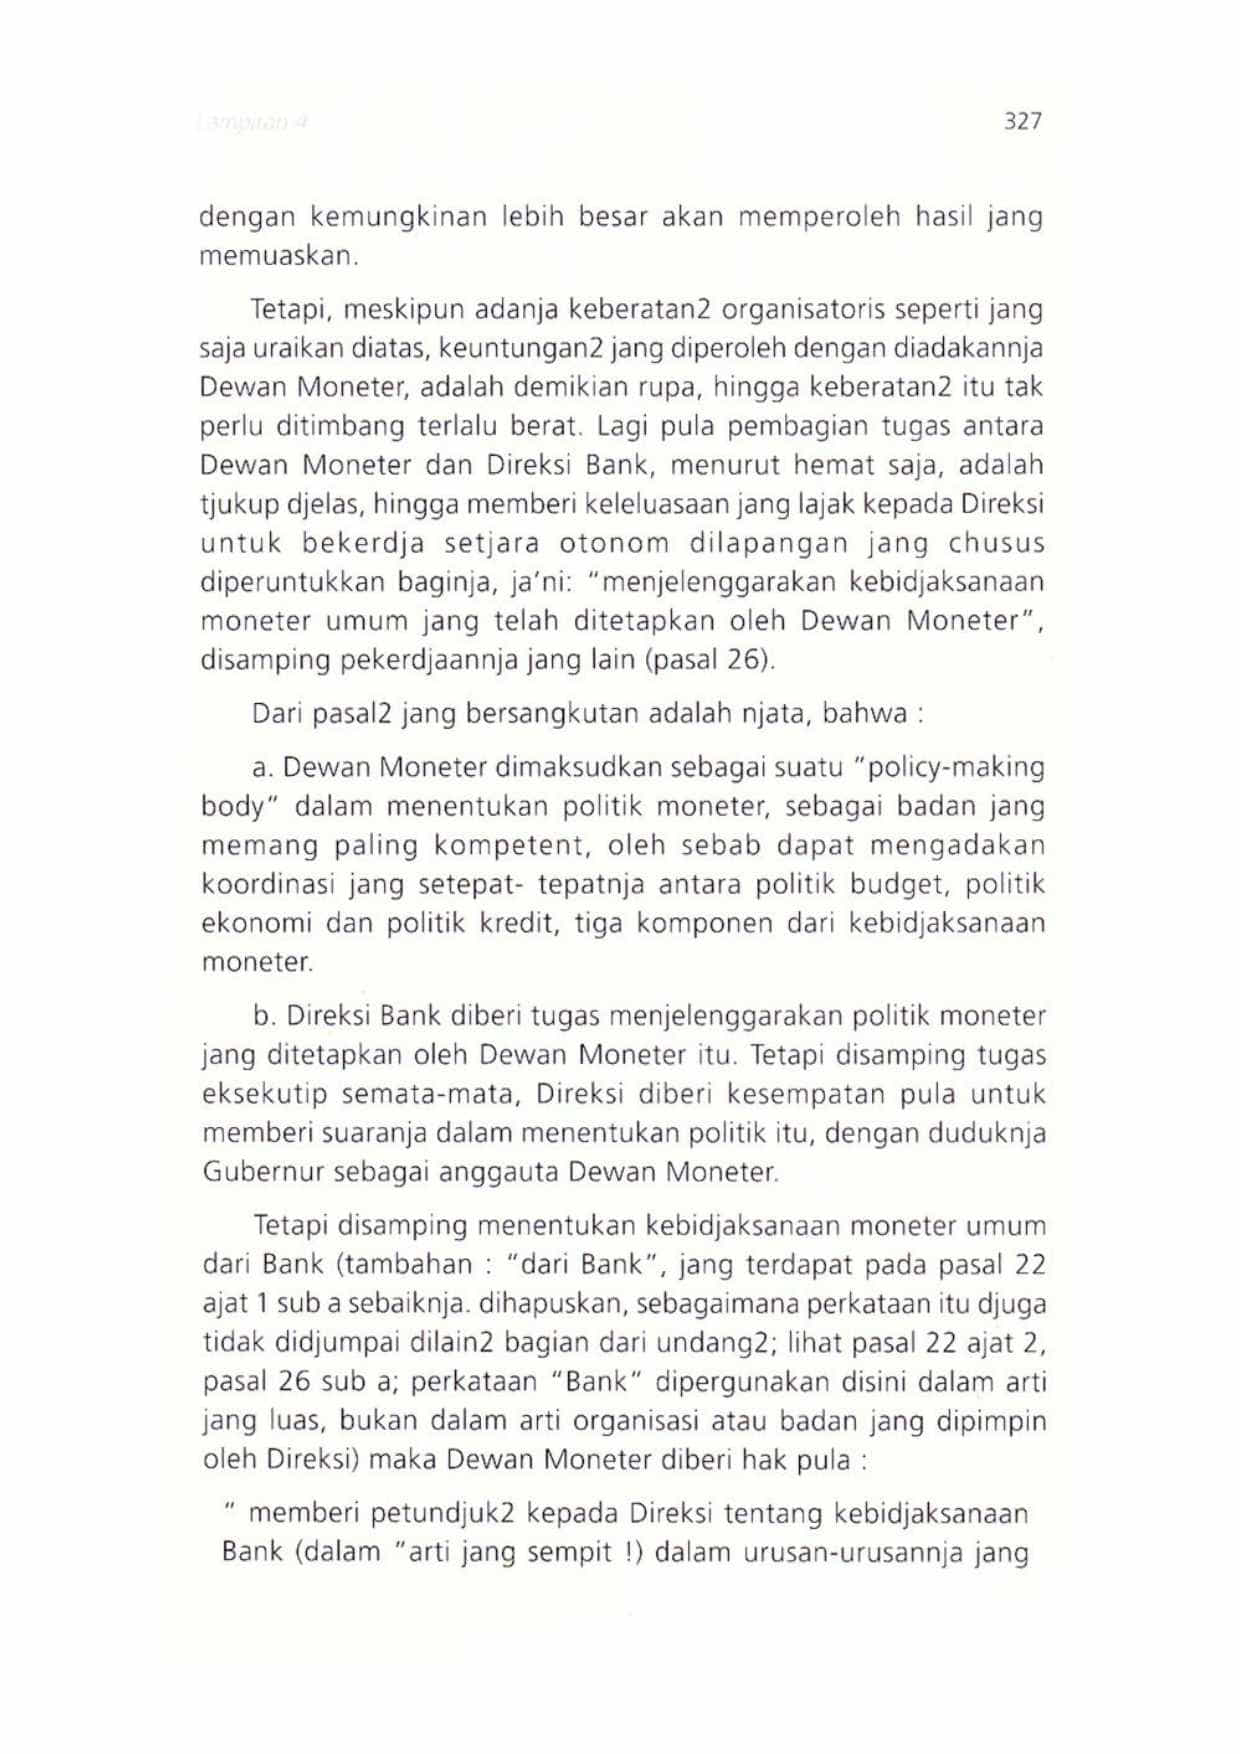 Lampiran 4
327
dengan kemungkinan lebih besar akan memperoleh hasil jang
memuaskan.
Tetapi, meskipun adanja keberatan2 organisatoris seperti jang
saja uraikan diatas, keuntungan2 jang diperoleh dengan diadakannja
Dewan Moneter, adalah demikian rupa, hingga keberatan2 itu tak
perlu ditimbang terlalu berat. Lagi pula pembagian tugas antara
Dewan Moneter dan Direksi Bank, menurut hemat saja, adalah
tjukup djelas, hingga memberi keleluasaan jang lajak kepada Direksi
untuk bekerdja setjara otonom dilapangan jang chusus
diperuntukkan baginja, ja'ni: "menjelenggarakan kebidjaksanaan
moneter umum jang telah ditetapkan oleh Dewan Moneter",
disamping pekerdjaannja jang lain (pasal 26).
Dari pasal2 jang bersangkutan adalah njata, bahwa :
a. Dewan Moneter dimaksudkan sebagai suatu "policy-making
body" dalam menentukan politik moneter, sebagai badan jang
memang paling kompetent, oleh sebab dapat mengadakan
koordinasi jang setepat- tepatnja antara politik budget, politik
ekonomi dan politik kredit, tiga komponen dari kebidjaksanaan
moneter.
b. Direksi Bank diberi tugas menjelenggarakan politik moneter
jang ditetapkan oleh Dewan Moneter itu. Tetapi disamping tugas
eksekutip semata-mata, Direksi diberi kesempatan pula untuk
memberi suaranja dalam menentukan politik itu, dengan duduknja
Gubernur sebagai anggauta Dewan Moneter.
Tetapi disamping menentukan kebidjaksanaan moneter umum
dari Bank (tambahan : "dari Bank", jang terdapat pada pasal 22
ajat 1 sub a sebaiknja. dihapuskan, sebagaimana perkataan itu djuga
tidak didjumpai dilain2 bagian dari undang2; lihat pasal 22 ajat 2,
pasal 26 sub a; perkataan "Bank" dipergunakan disini dalam arti
jang luas, bukan dalam arti organisasi atau badan jang dipimpin
oleh Direksi) maka Dewan Moneter diberi hak pula :
" memberi petundjuk2 kepada Direksi tentang kebidjaksanaan
Bank (dalam "arti jang sempit !) dalam urusan-urusannja jang